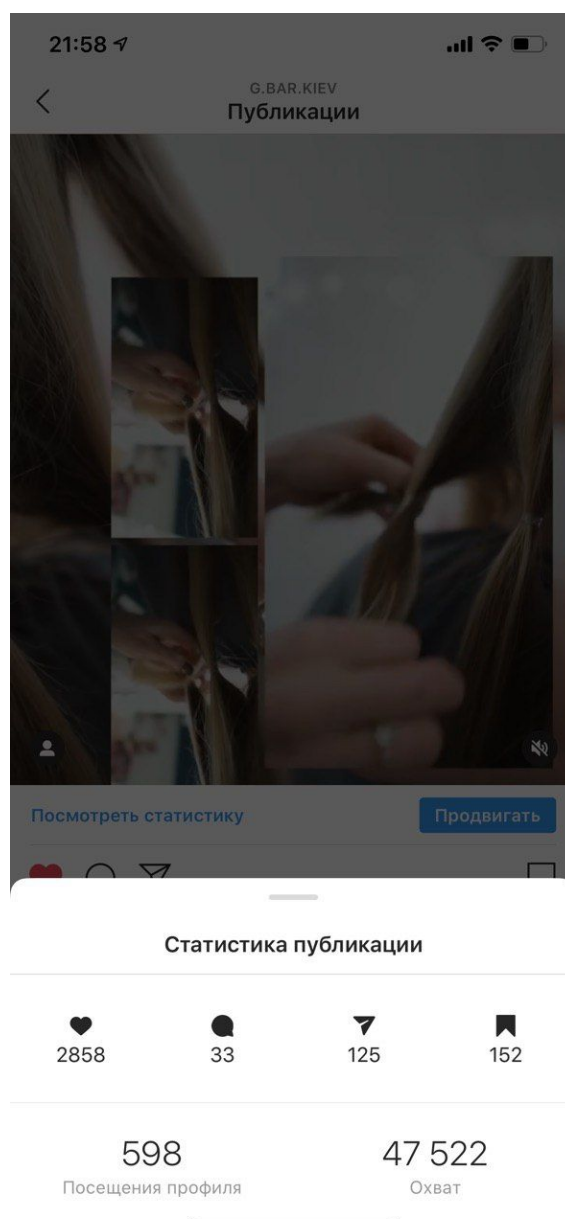 21:58
G.BAR.KIEV
Публикации
Посмотреть статистику
Продвигать
Статистика публикации
2858 33 125 152
598 47 522
Посещения профиля Охват